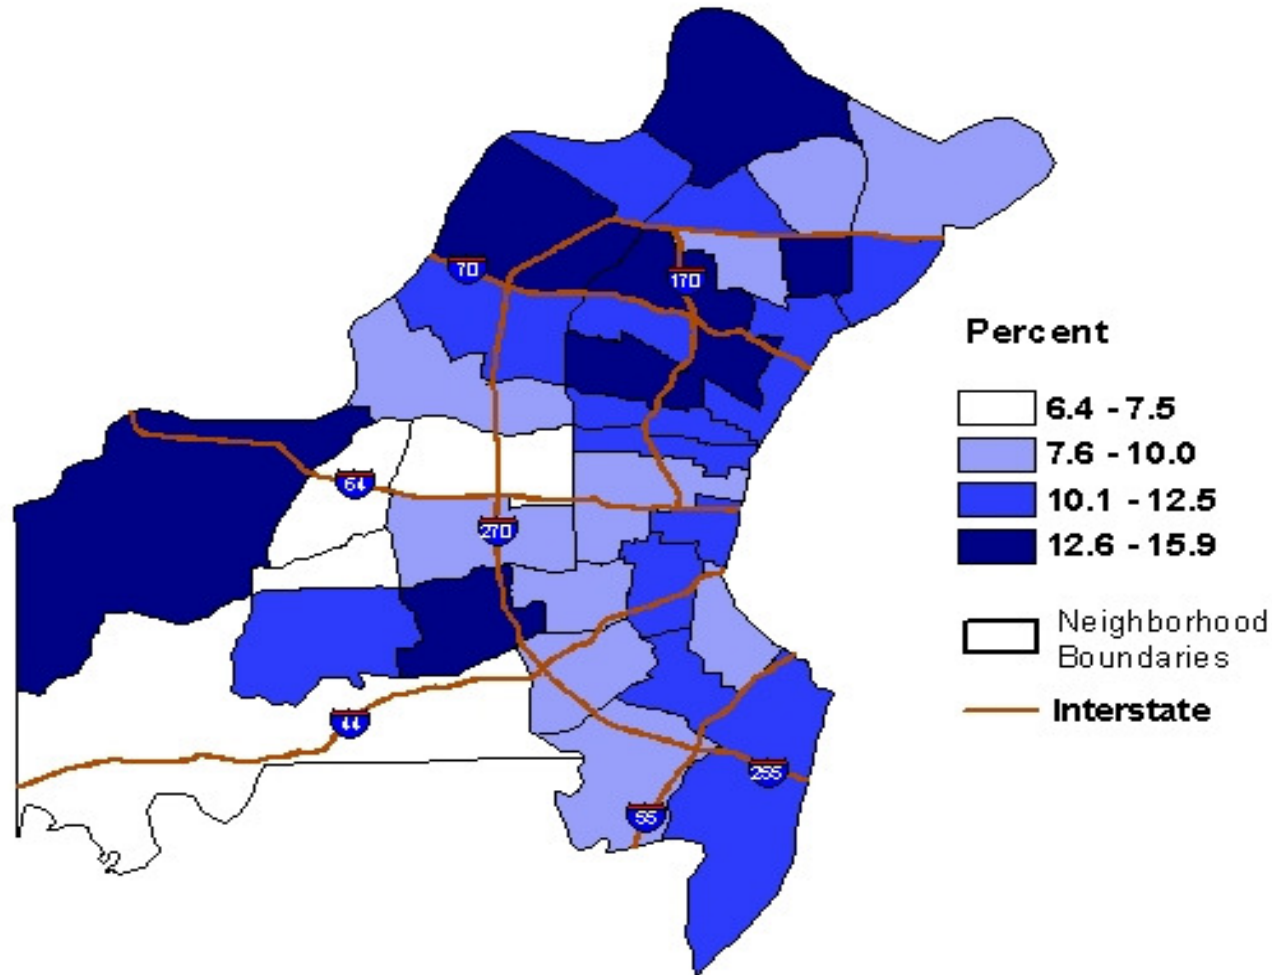 70
170
64
270
44
255
55
Percent
6.4 - 7.5
7.6 - 10.0
10.1 - 12.5
12.6 - 15.9
Neighborhood
Boundaries
Interstate